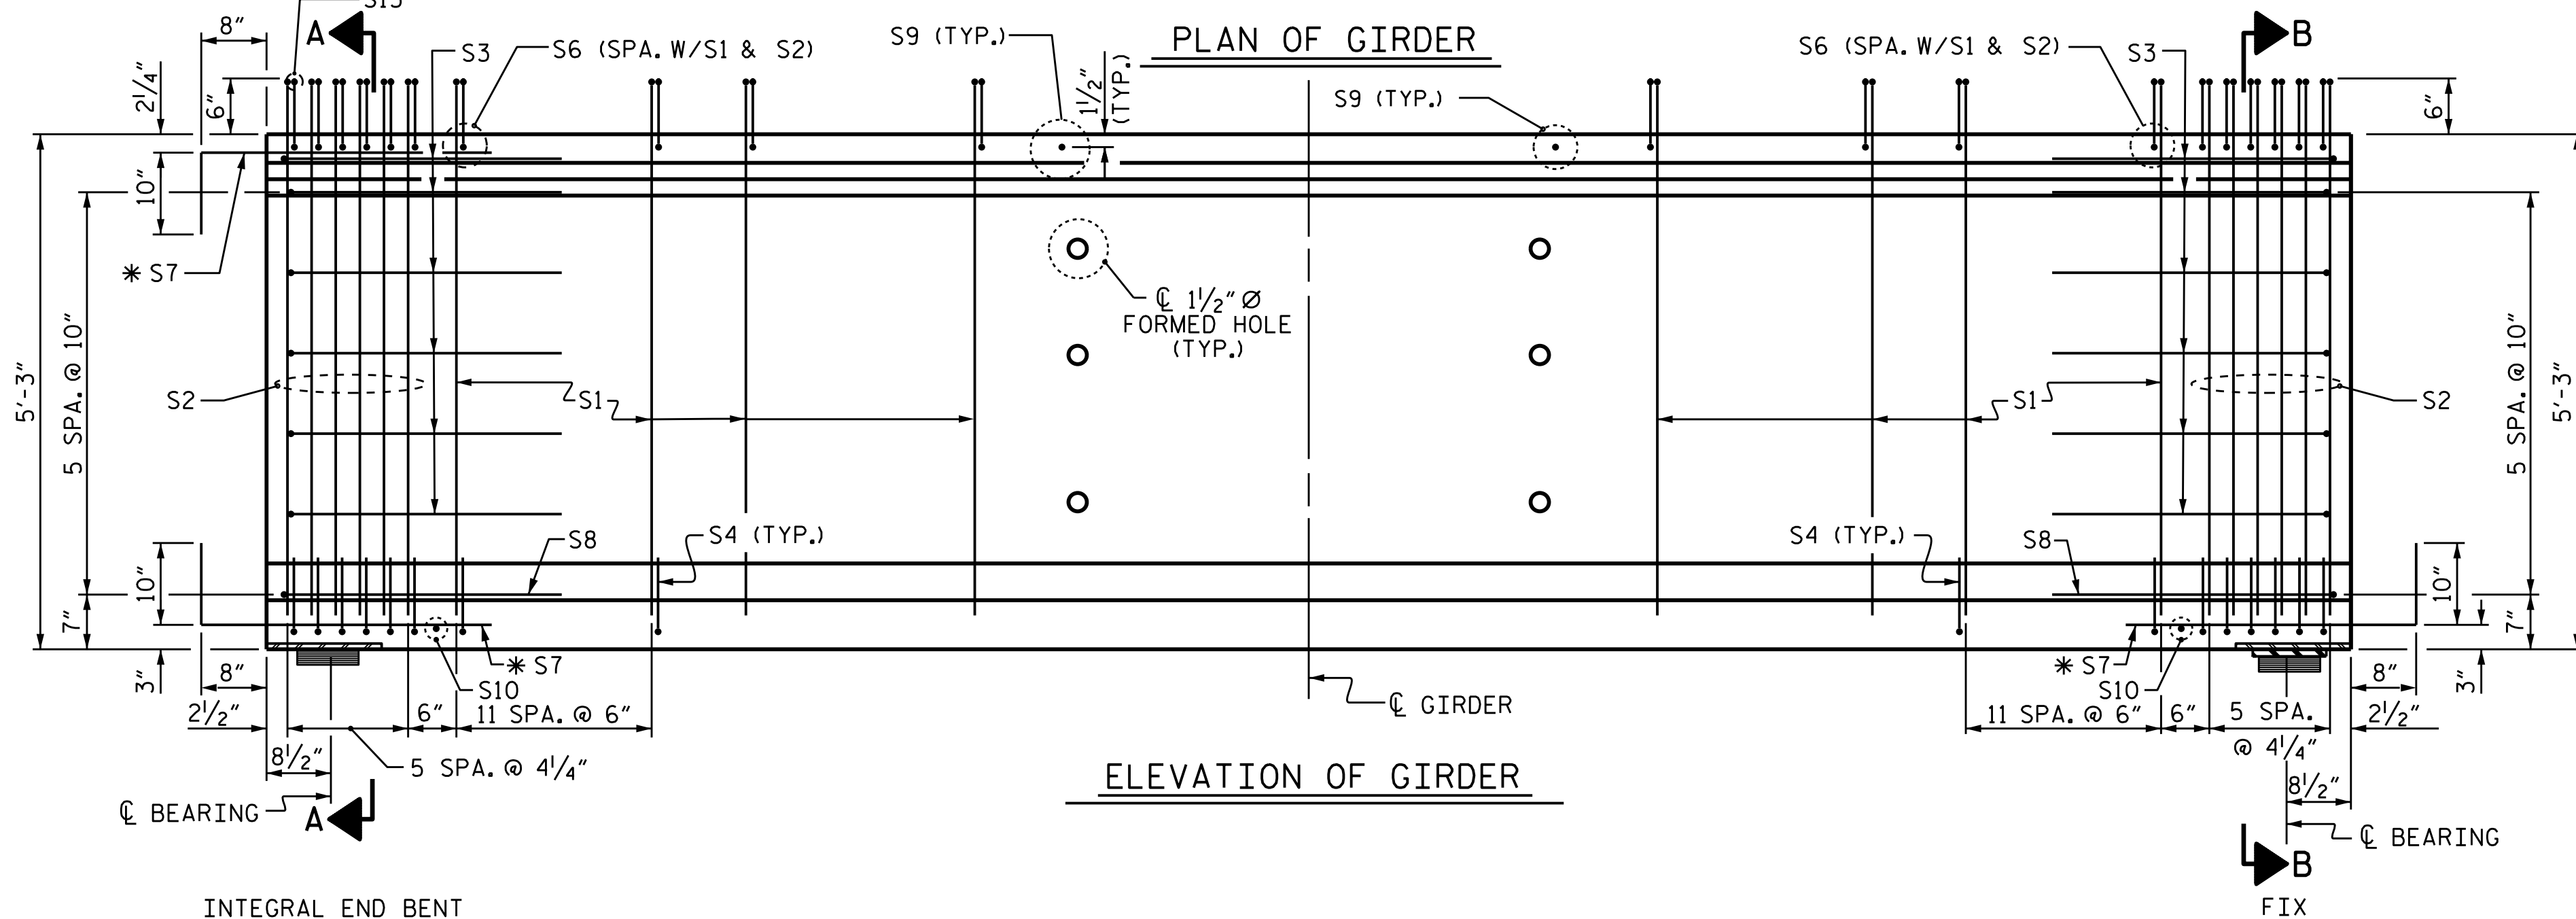 S15
8"
A
S3
S6 (SPA. W/S1 & S2)
S9 (TYP.)
1½"
(TYP.)
PLAN OF GIRDER
S6 (SPA. W/S1 & S2)
S3
B
2¼"
6"
S9 (TYP.)
6"
10"
✳ S7
℄ 1½" Ø
FORMED HOLE
(TYP.)
5'-3"
5 SPA. @ 10"
S2
S1
S1
S2
5 SPA. @ 10"
5'-3"
S8
S4 (TYP.)
S4 (TYP.)
S8
10"
7"
10"
7"
3"
8"
✳ S7
S10
✳ S7
S10
8"
3"
2½"
6"
11 SPA. @ 6"
℄ GIRDER
11 SPA. @ 6"
6"
5 SPA.
@ 4¼"
2½"
8½"
5 SPA. @ 4¼"
ELEVATION OF GIRDER
8½"
℄ BEARING
A
℄ BEARING
B
INTEGRAL END BENT
FIX